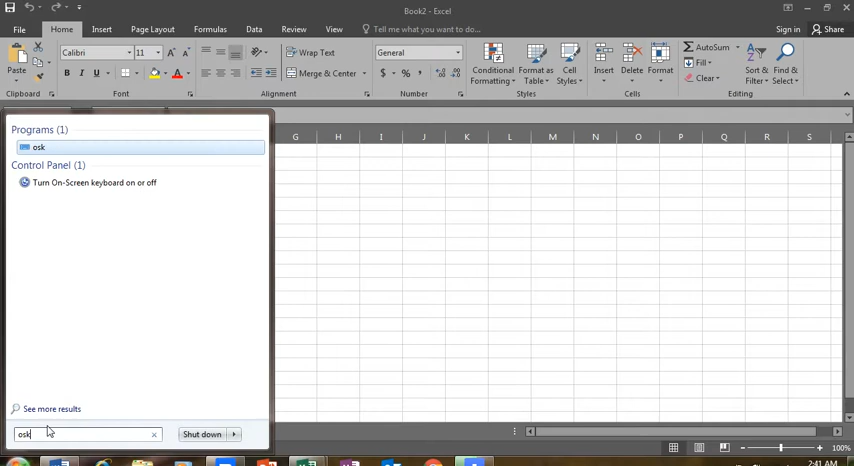 Book2 - Excel
File Home Insert Page Layout Formulas Data Review View Tell me what you want to do... Sign in Share
Calibri 11 Wrap Text General AutoSum
Paste B I U Merge & Center $ % Conditional Formatting Format as Table Cell Styles Insert Delete Format Fill Clear Sort & Filter Find & Select
Clipboard Font Alignment Number Styles Cells Editing
G H I J K L M N O P Q R S
Programs (1)
osk
Control Panel (1)
Turn On-Screen keyboard on or off
See more results
osk
Shut down
100%
2:41 AM